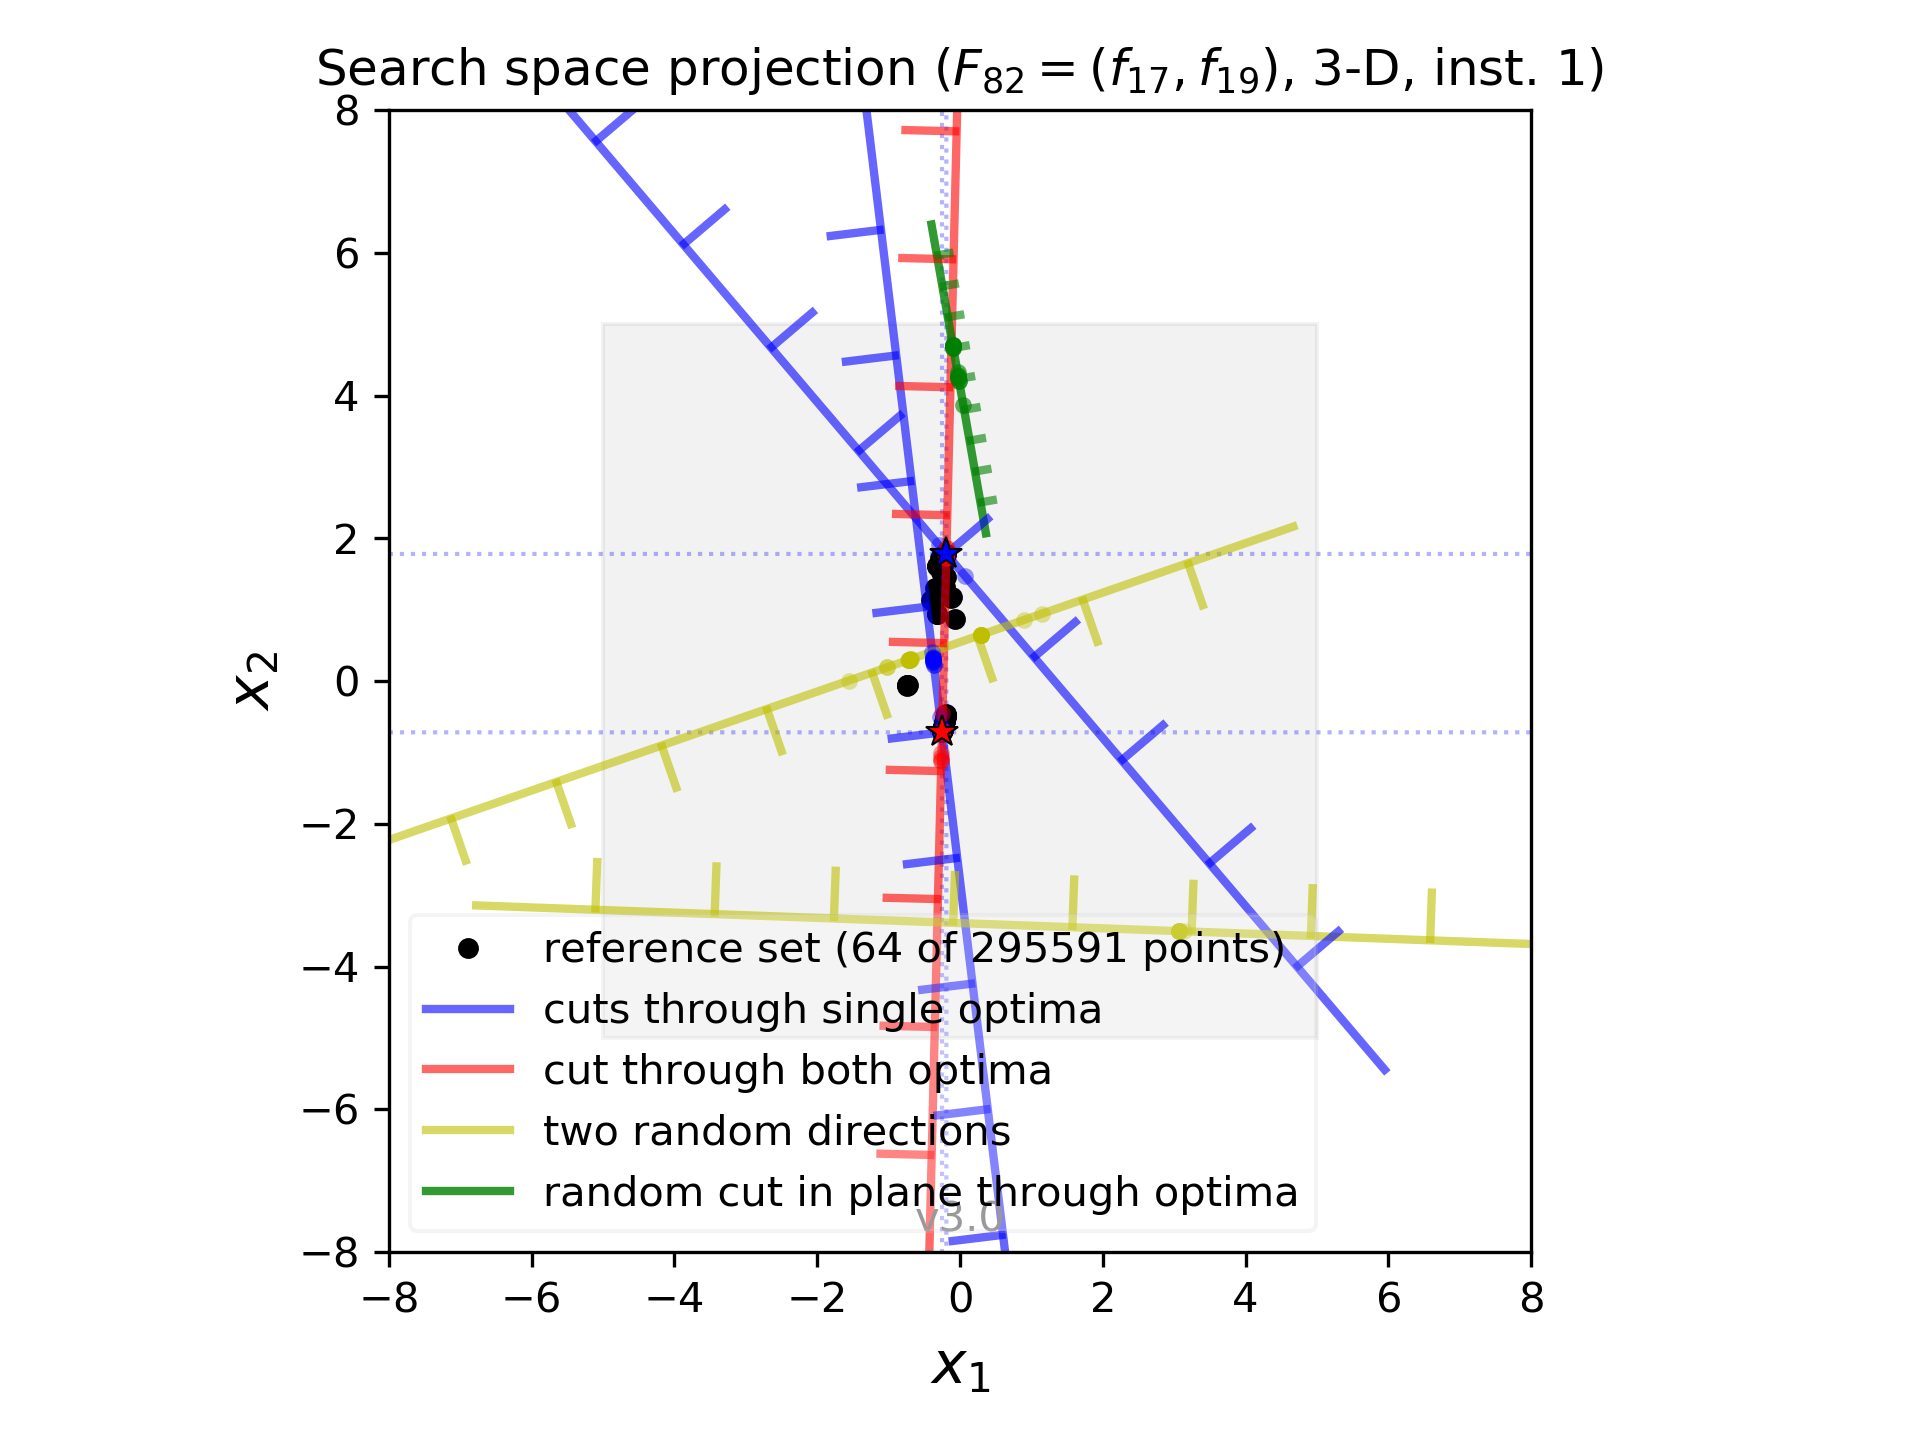 Search space projection (F₈₂ = (f₁₇, f₁₉), 3-D, inst. 1)
8
6
4
2
0
−2
−4
−6
−8
x₂
reference set (64 of 295591 points)
cuts through single optima
cut through both optima
two random directions
random cut in plane through optima
v3.0
−8 −6 −4 −2 0 2 4 6 8
x₁